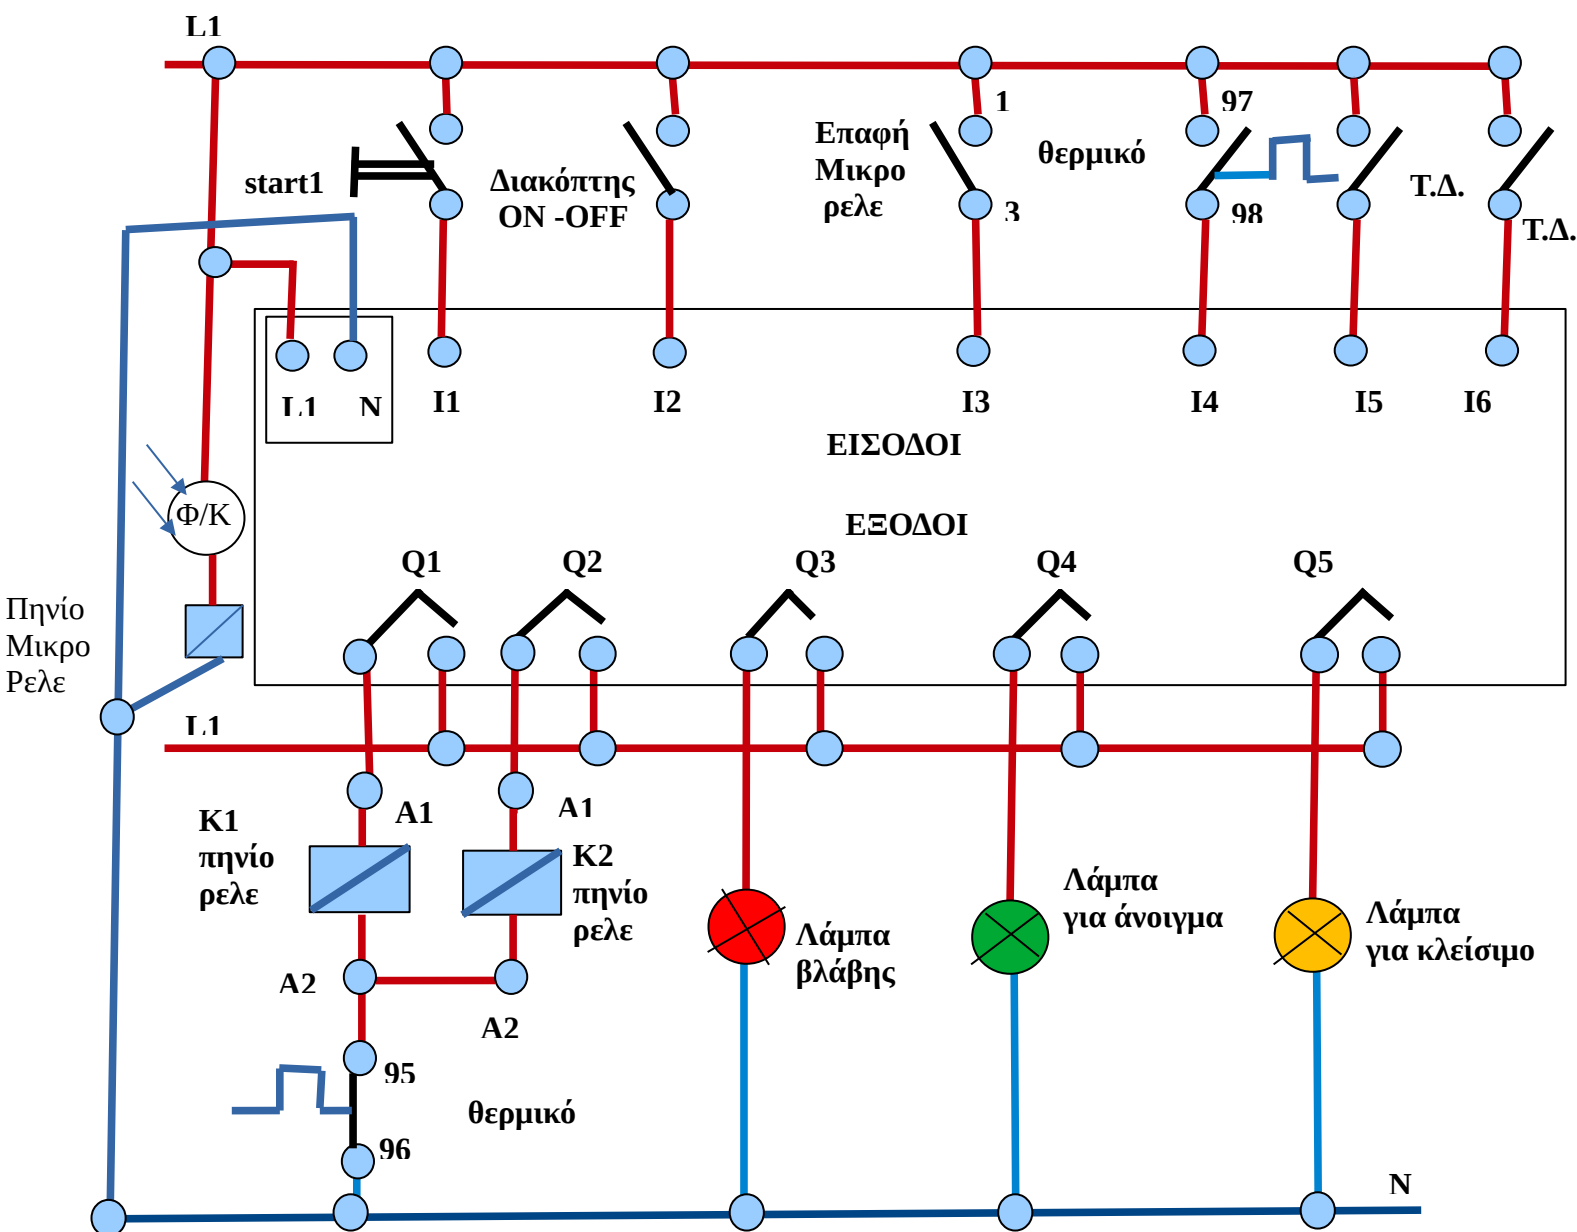 L1
1
97
Επαφή
Μικρο
ρελε
θερμικό
start1
Διακόπτης
ON -OFF
3
98
Τ.Δ.
Τ.Δ.
L1
N
I1
I2
I3
I4
I5
I6
ΕΙΣΟΔΟΙ
Φ/Κ
ΕΞΟΔΟΙ
Q1
Q2
Q3
Q4
Q5
Πηνίο
Μικρο
Ρελε
L1
K1
πηνίο
ρελε
A1
A1
K2
πηνίο
ρελε
Λάμπα
βλάβης
Λάμπα
για άνοιγμα
Λάμπα
για κλείσιμο
A2
A2
95
θερμικό
96
N